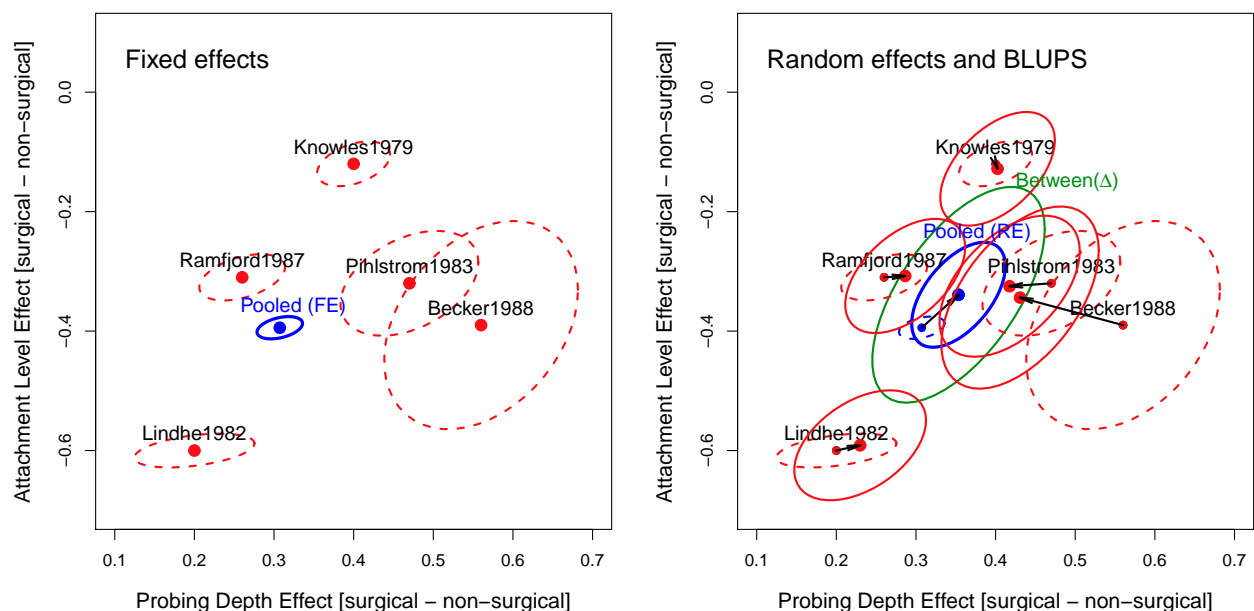 Fixed effects
Knowles1979
Ramfjord1987
Pihlstrom1983
Pooled (FE)
Becker1988
Lindhe1982
0.0
−0.2
−0.4
−0.6
0.1 0.2 0.3 0.4 0.5 0.6 0.7
Attachment Level Effect [surgical − non−surgical]
Probing Depth Effect [surgical − non−surgical]
Random effects and BLUPS
Knowles1979
Between(Δ)
Pooled (RE)
Ramfjord1987
Pihlstrom1983
Becker1988
Lindhe1982
0.0
−0.2
−0.4
−0.6
0.1 0.2 0.3 0.4 0.5 0.6 0.7
Attachment Level Effect [surgical − non−surgical]
Probing Depth Effect [surgical − non−surgical]